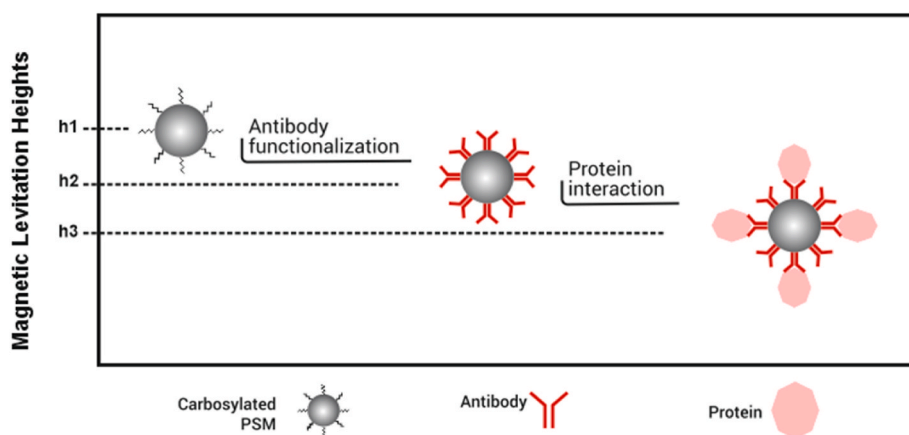 Magnetic Levitation Heights
h1
h2
h3
Antibody
functionalization
Protein
interaction
Carbosylated
PSM
Antibody
Protein